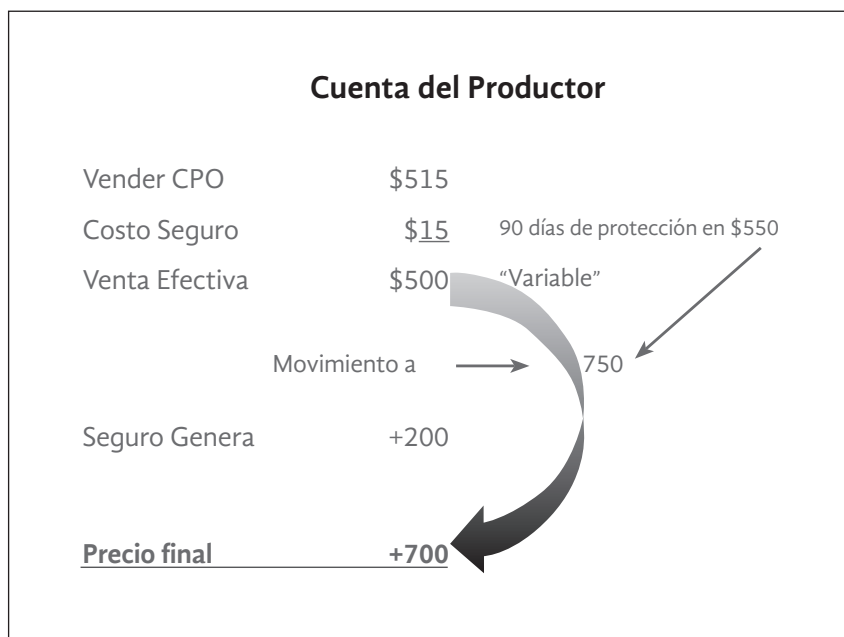 Cuenta del Productor
Vender CPO $515
Costo Seguro $15 90 días de protección en $550
Venta Efectiva $500 “Variable”
Movimiento a 750
Seguro Genera +200
Precio final +700